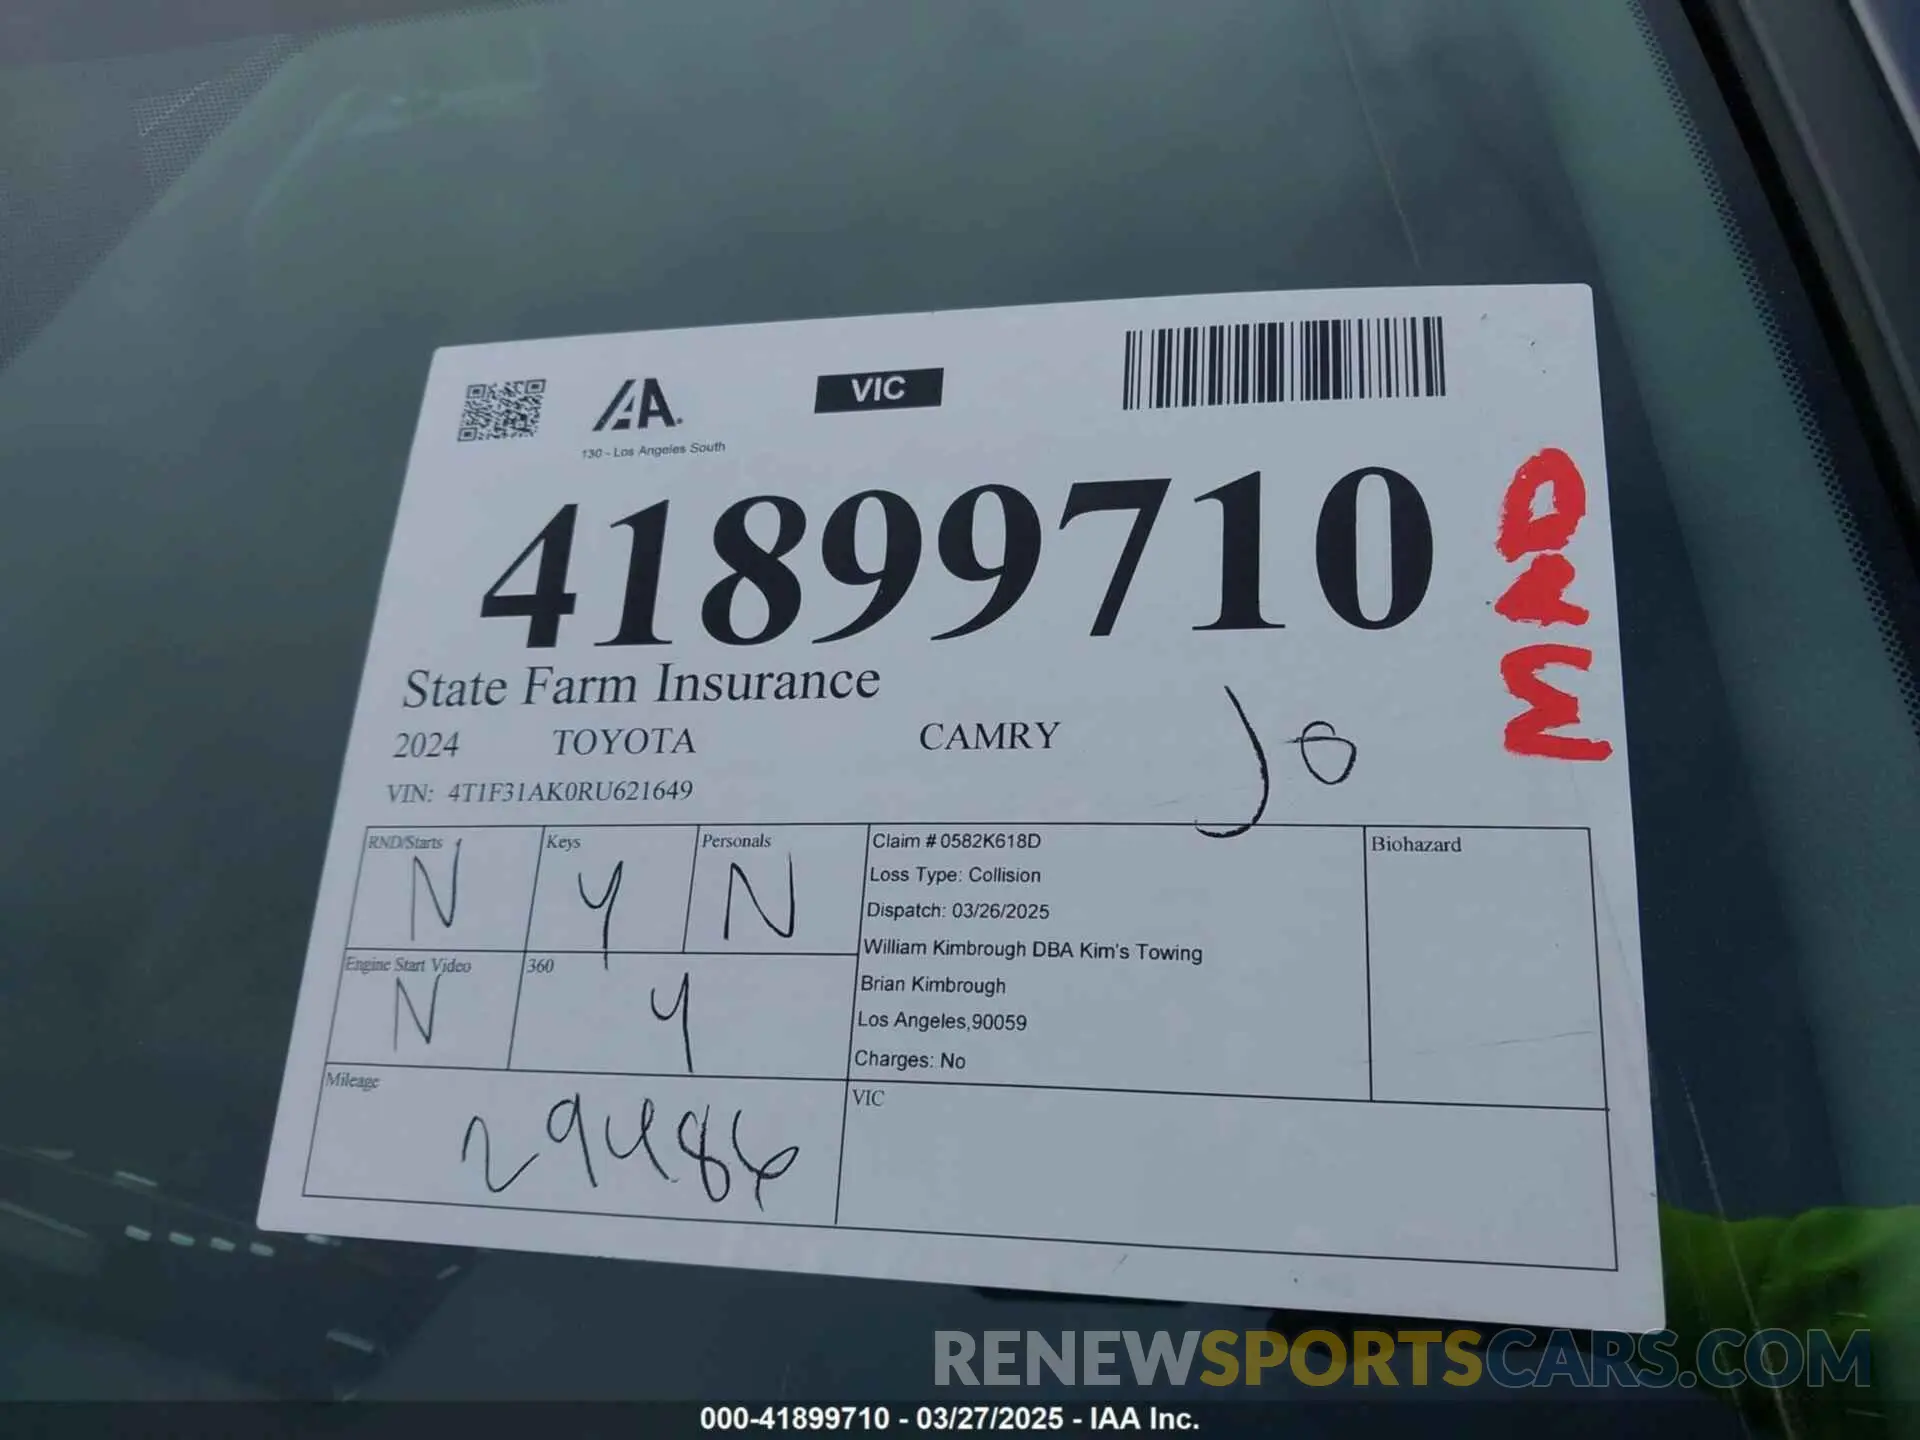 IAA.
VIC
130 - Los Angeles South
41899710
State Farm Insurance
2024 TOYOTA CAMRY
VIN: 4T1F31AK0RU621649
RND/Starts N
Keys Y
Personals N
Engine Start Video N
360 Y
Mileage
29486
Claim # 0582K618D
Loss Type: Collision
Dispatch: 03/26/2025
William Kimbrough DBA Kim's Towing
Brian Kimbrough
Los Angeles,90059
Charges: No
Biohazard
VIC
RENEWSPORTSCARS.COM
000-41899710 - 03/27/2025 - IAA Inc.